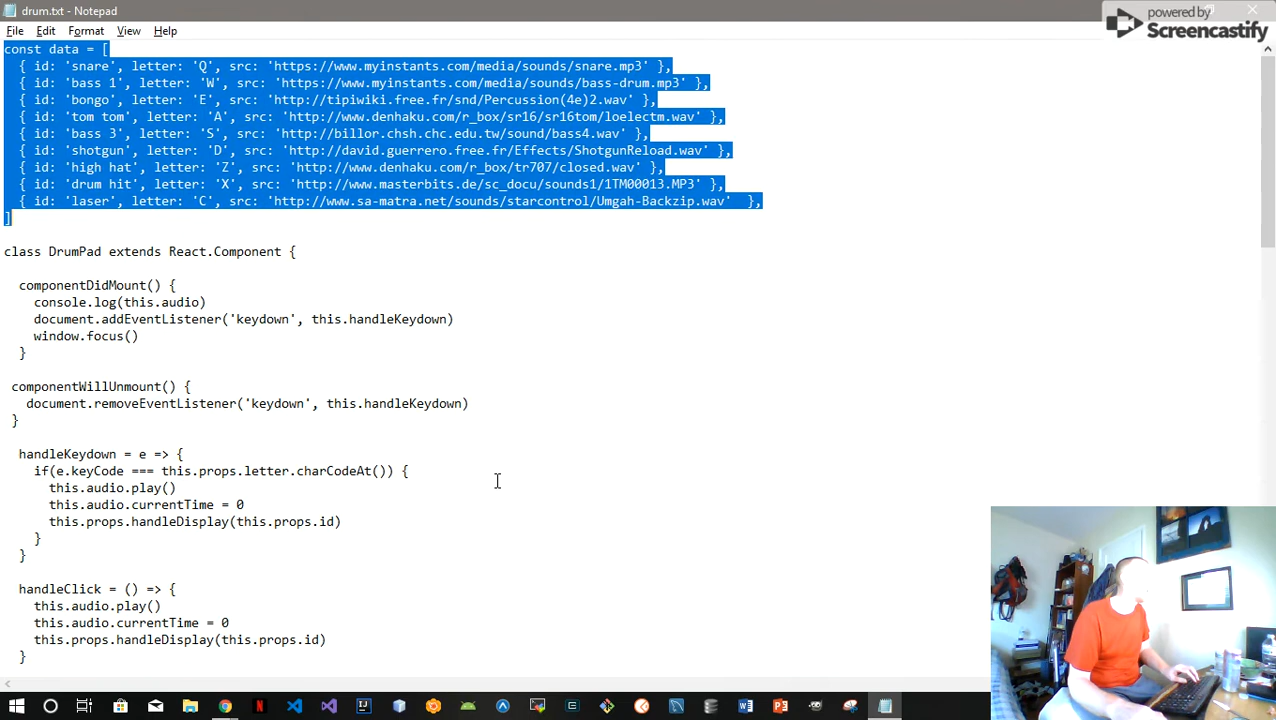 drum.txt - Notepad
powered by
Screencastify
File Edit Format View Help
const data = [
{ id: 'snare', letter: 'Q', src: 'https://www.myinstants.com/media/sounds/snare.mp3' },
{ id: 'bass 1', letter: 'W', src: 'https://www.myinstants.com/media/sounds/bass-drum.mp3' },
{ id: 'bongo', letter: 'E', src: 'http://tipiwiki.free.fr/snd/Percussion(4e)2.wav' },
{ id: 'tom tom', letter: 'A', src: 'http://www.denhaku.com/r_box/sr16/sr16tom/loelectm.wav' },
{ id: 'bass 3', letter: 'S', src: 'http://billor.chsh.chc.edu.tw/sound/bass4.wav' },
{ id: 'shotgun', letter: 'D', src: 'http://david.guerrero.free.fr/Effects/ShotgunReload.wav' },
{ id: 'high hat', letter: 'Z', src: 'http://www.denhaku.com/r_box/tr707/closed.wav' },
{ id: 'drum hit', letter: 'X', src: 'http://www.masterbits.de/sc_docu/sounds1/1TM00013.MP3' },
{ id: 'laser', letter: 'C', src: 'http://www.sa-matra.net/sounds/starcontrol/Umgah-Backzip.wav' },
]
class DrumPad extends React.Component {
componentDidMount() {
console.log(this.audio)
document.addEventListener('keydown', this.handleKeydown)
window.focus()
}
componentWillUnmount() {
document.removeEventListener('keydown', this.handleKeydown)
}
handleKeydown = e => {
if(e.keyCode === this.props.letter.charCodeAt()) {
this.audio.play()
this.audio.currentTime = 0
this.props.handleDisplay(this.props.id)
}
}
handleClick = () => {
this.audio.play()
this.audio.currentTime = 0
this.props.handleDisplay(this.props.id)
}